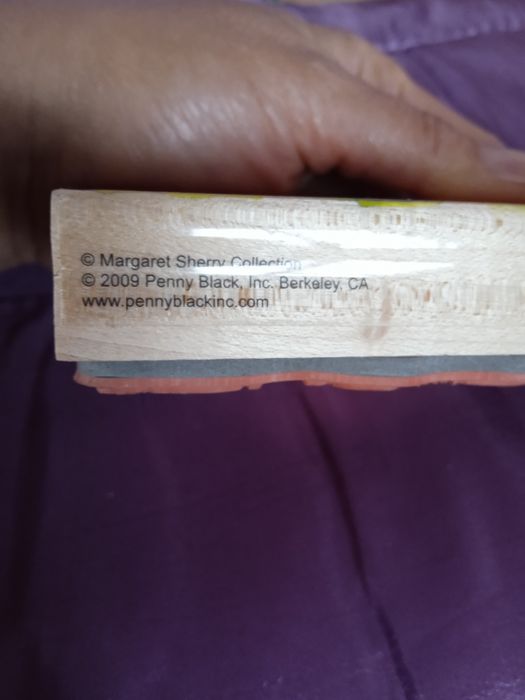 © Margaret Sherry Collection
© 2009 Penny Black, Inc. Berkeley, CA
www.pennyblackinc.com